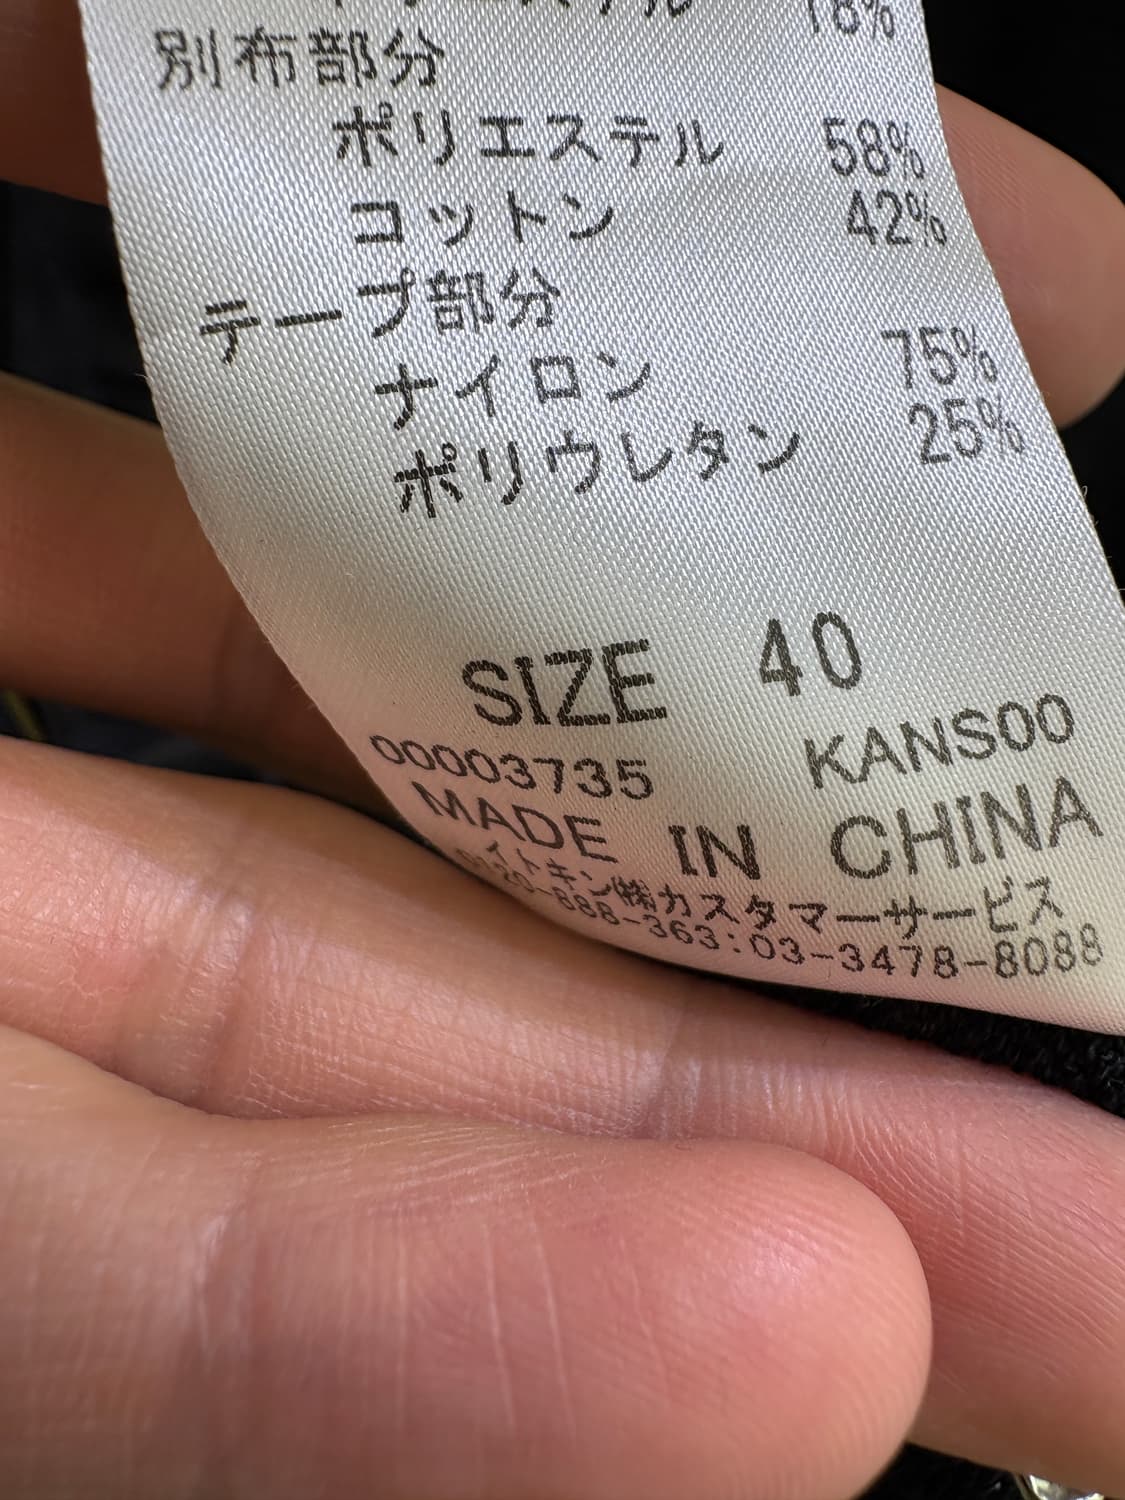 別布部分
ポリエステル 58%
コットン 42%
テープ部分
ナイロン 75%
ポリウレタン 25%
SIZE 40
00003735 KANSOO
MADE IN CHINA
イトキン㈱カスタマーサービス
0120-888-363:03-3478-8088